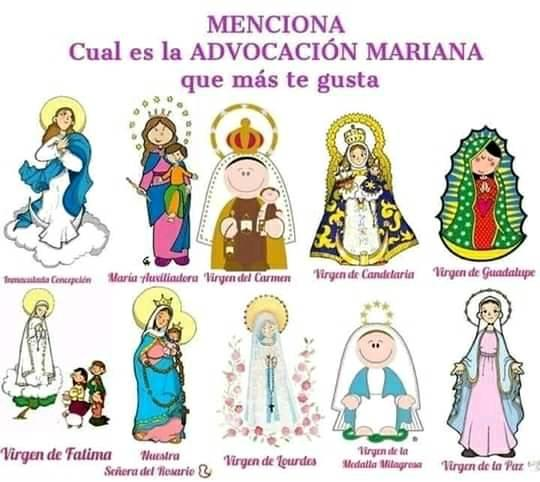 MENCIONA
Cual es la ADVOCACIÓN MARIANA
que más te gusta
Inmaculada Concepción
María Auxiliadora
Virgen del Carmen
Virgen de Candelaria
Virgen de Guadalupe
Virgen de Fatima
Nuestra
Señora del Rosario
Virgen de Lourdes
Virgen de la
Medalla Milagrosa
Virgen de la Paz